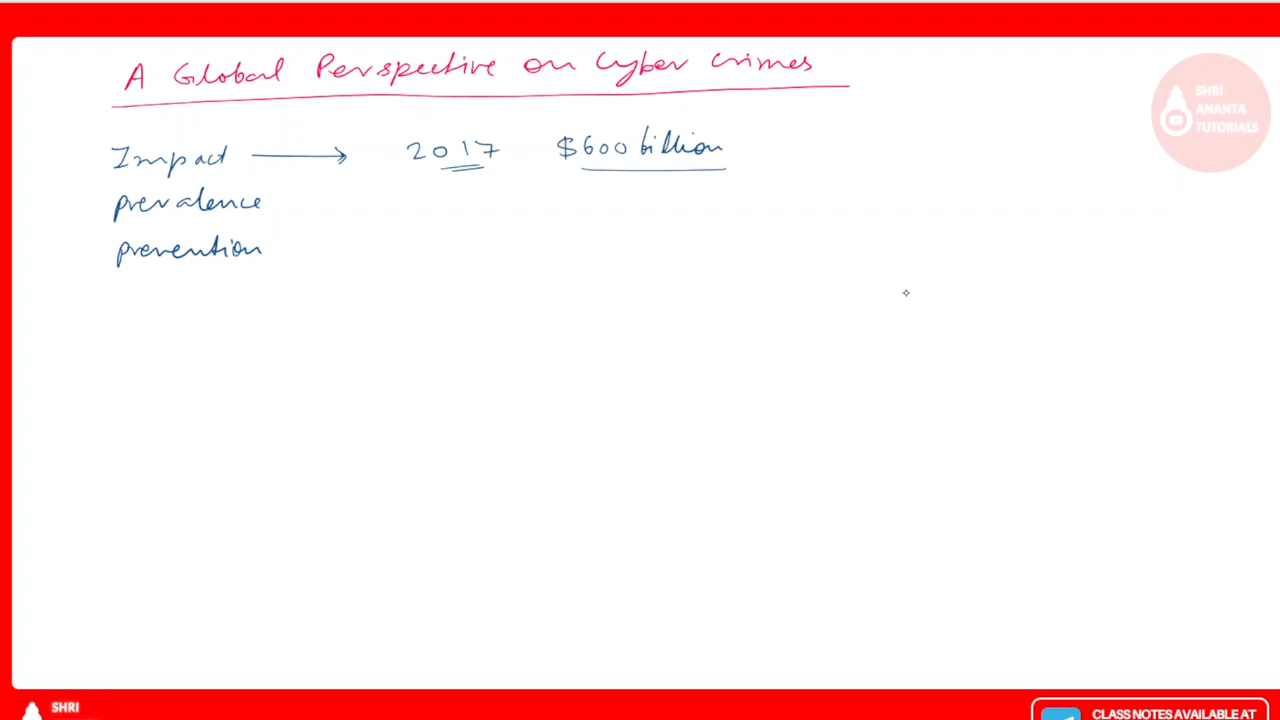 A Global Perspective on Cyber Crimes
SHRI
ANANTA
TUTORIALS
Impact → 2017 $600 billion
prevalence
prevention
SHRI
CLASS NOTES AVAILABLE AT